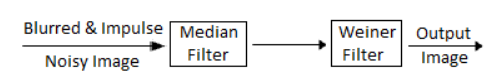 Blurred & Impulse
Noisy Image
Median
Filter
Weiner
Filter
Output
Image